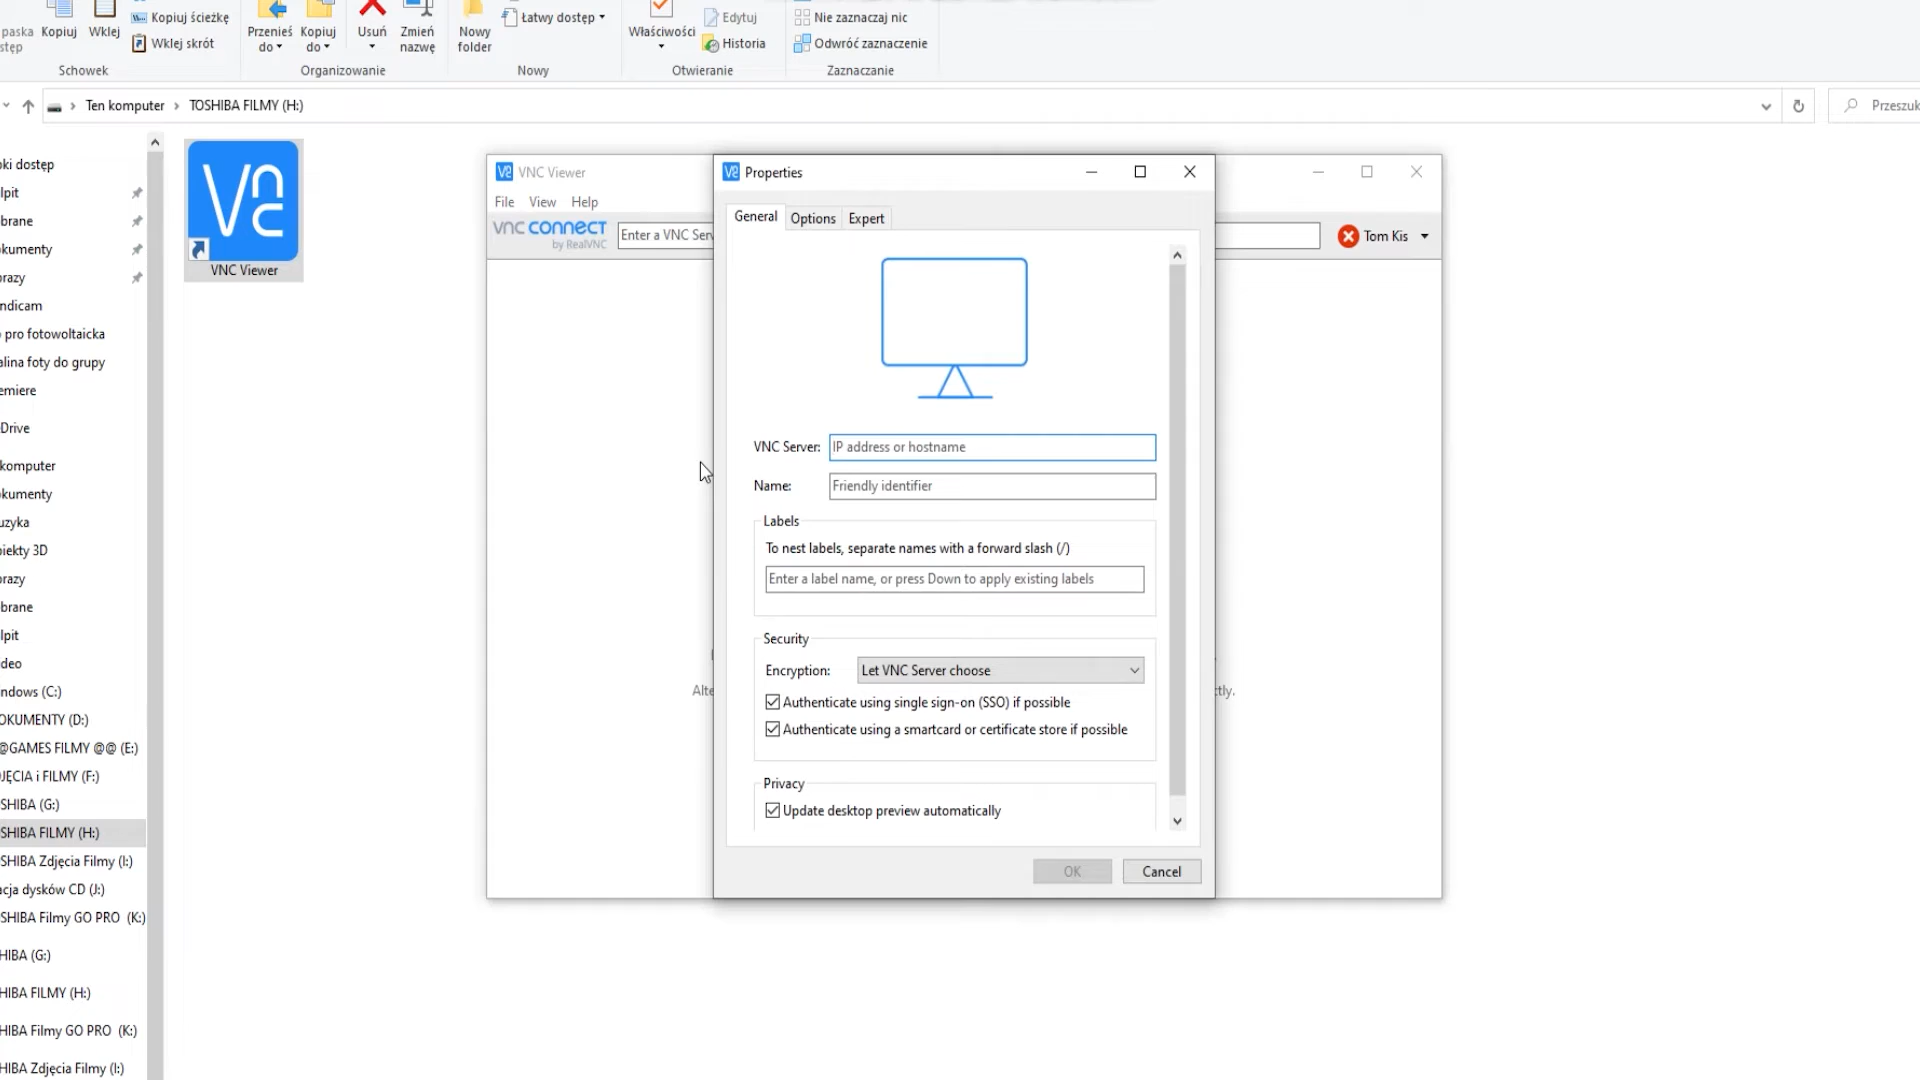 paska
stęp
Kopiuj
Wklej
Kopiuj ścieżkę
Wklej skrót
Schowek
Przenieś
do
Kopiuj
do
Usuń
Zmień
nazwę
Organizowanie
Nowy
folder
Łatwy dostęp
Nowy
Właściwości
Edytuj
Historia
Otwieranie
Nie zaznaczaj nic
Odwróć zaznaczenie
Zaznaczanie
Ten komputer > TOSHIBA FILMY (H:)
Przeszuk
ki dostęp
lpit
brane
kumenty
razy
ndicam
pro fotowoltaicka
alina foty do grupy
emiere
Drive
komputer
kumenty
uzyka
biekty 3D
razy
brane
lpit
deo
ndows (C:)
OKUMENTY (D:)
@GAMES FILMY @@ (E:)
JĘCIA i FILMY (F:)
SHIBA (G:)
SHIBA FILMY (H:)
SHIBA Zdjęcia Filmy (I:)
acja dysków CD (J:)
SHIBA Filmy GO PRO (K:)
HIBA (G:)
HIBA FILMY (H:)
HIBA Filmy GO PRO (K:)
HIBA Zdjęcia Filmy (I:)
VNC
VNC Viewer
VNC Viewer
File View Help
vnc connect
by RealVNC
Enter a VNC Serv
Tom Kis
Alte
tly.
Properties
General Options Expert
VNC Server: IP address or hostname
Name: Friendly identifier
Labels
To nest labels, separate names with a forward slash (/)
Enter a label name, or press Down to apply existing labels
Security
Encryption: Let VNC Server choose
Authenticate using single sign-on (SSO) if possible
Authenticate using a smartcard or certificate store if possible
Privacy
Update desktop preview automatically
OK Cancel